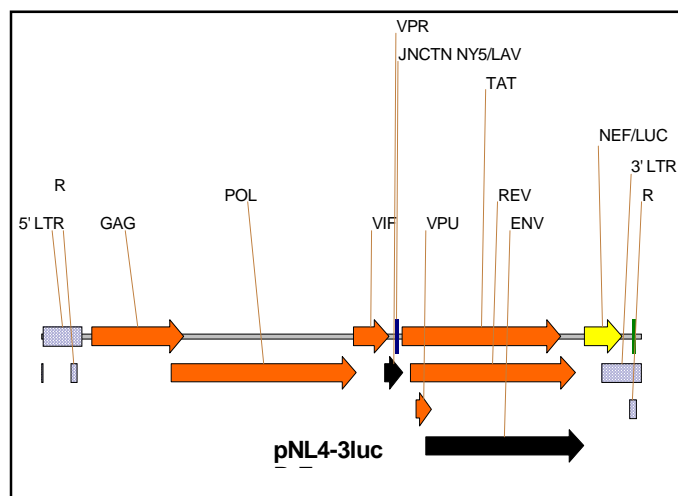 VPR
JNCTN NY5/LAV
TAT
NEF/LUC
3' LTR
R
POL
REV
R
5' LTR
GAG
VIF
VPU
ENV
pNL4-3luc